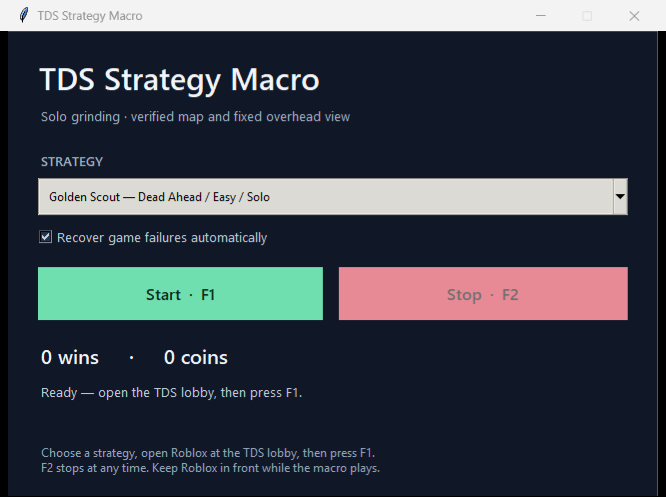 TDS Strategy Macro
TDS Strategy Macro
Solo grinding · verified map and fixed overhead view
STRATEGY
Golden Scout — Dead Ahead / Easy / Solo
Recover game failures automatically
Start · F1
Stop · F2
0 wins · 0 coins
Ready — open the TDS lobby, then press F1.
Choose a strategy, open Roblox at the TDS lobby, then press F1.
F2 stops at any time. Keep Roblox in front while the macro plays.